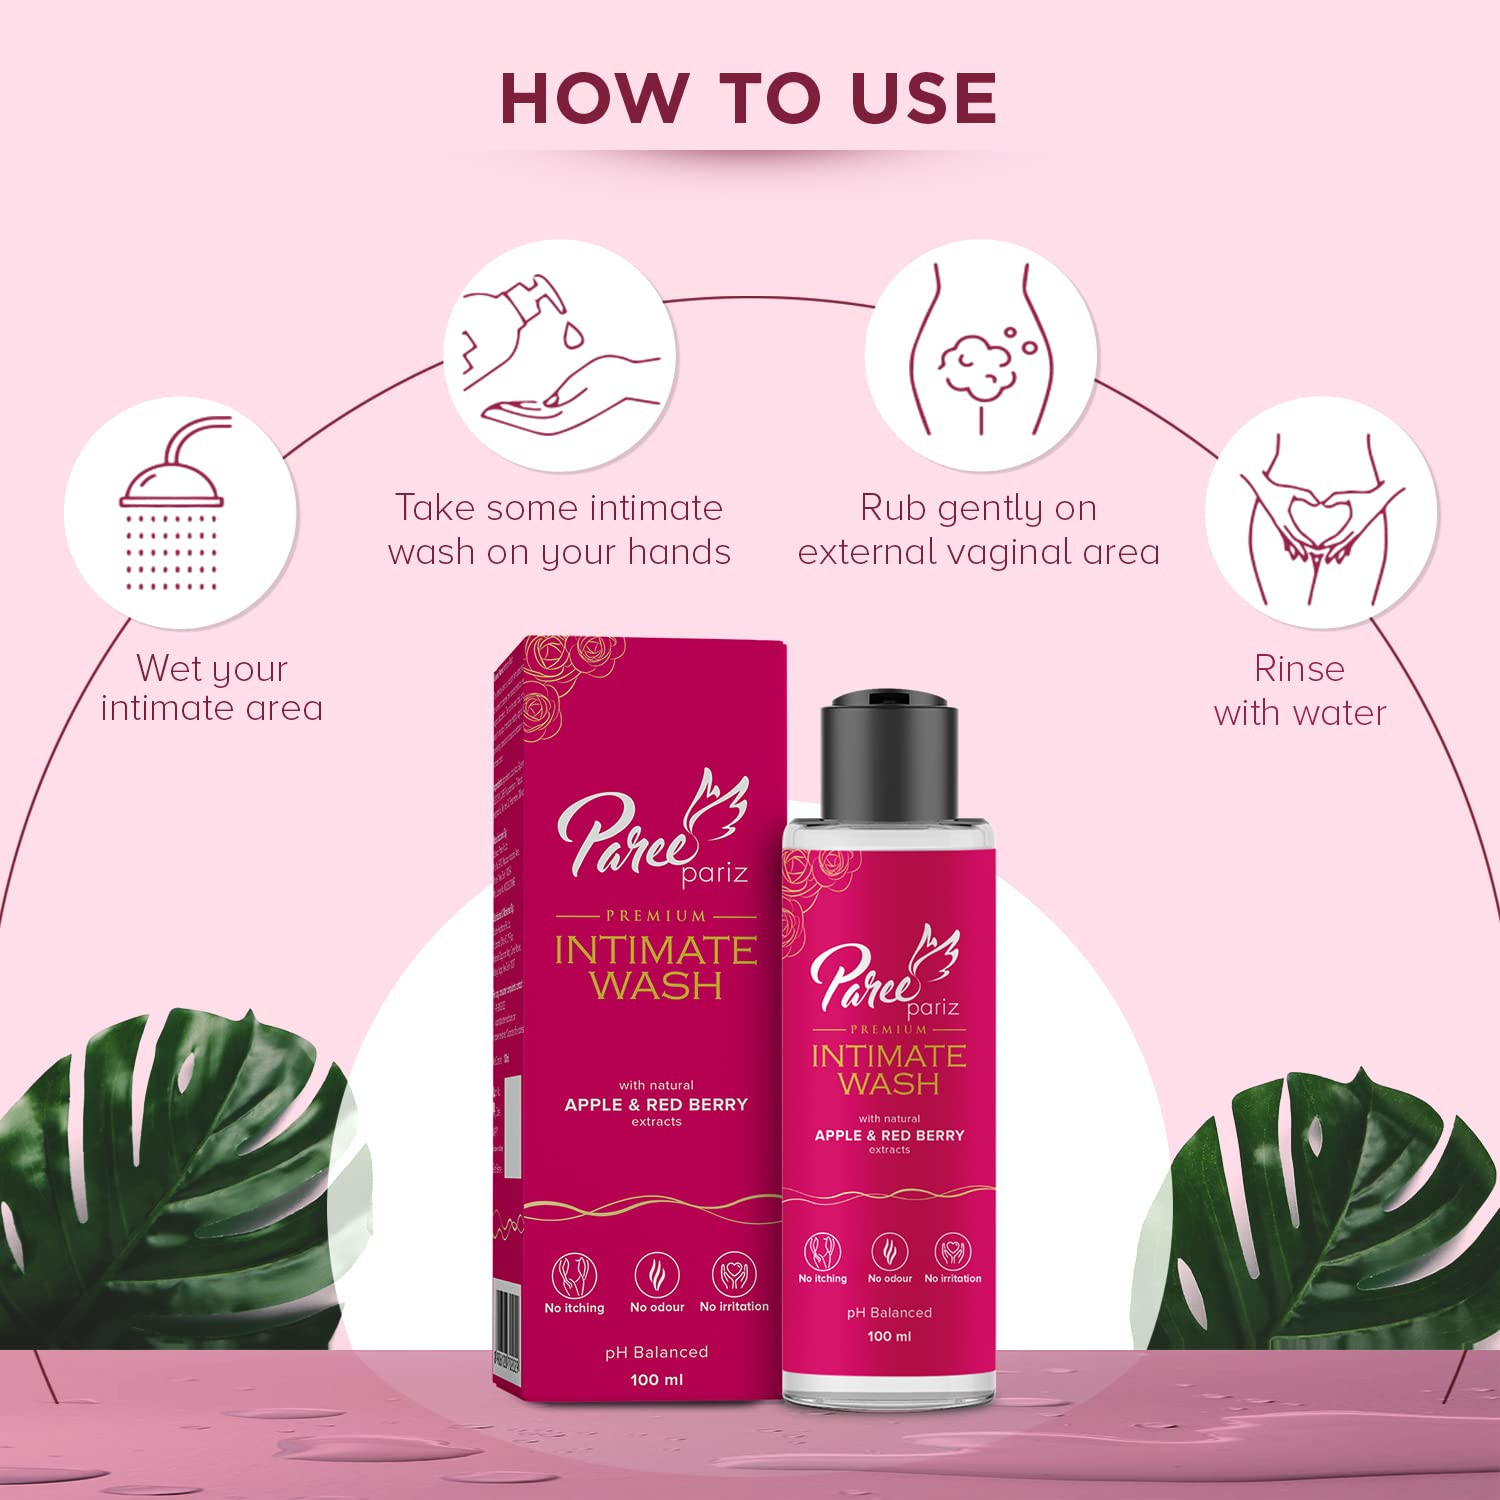 HOW TO USE
Wet your
intimate area
Take some intimate
wash on your hands
Rub gently on
external vaginal area
Rinse
with water
Paree
pariz
PREMIUM
INTIMATE
WASH
with natural
APPLE & RED BERRY
extracts
No itching
No odour
No irritation
pH Balanced
100 ml
Paree
pariz
PREMIUM
INTIMATE
WASH
with natural
APPLE & RED BERRY
extracts
No itching
No odour
No irritation
pH Balanced
100 ml